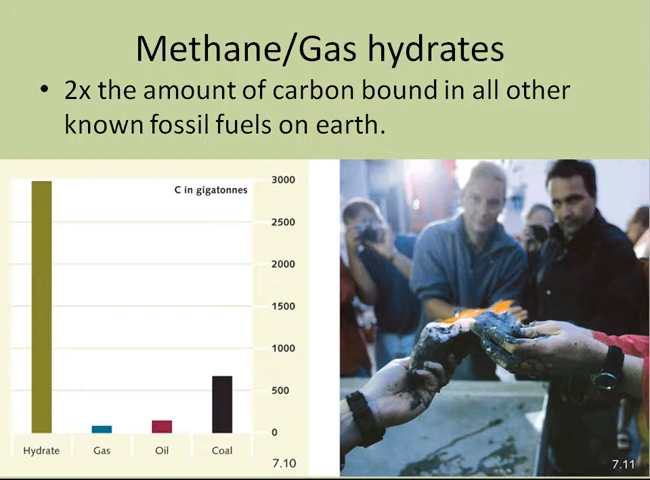 Methane/Gas hydrates
• 2x the amount of carbon bound in all other
known fossil fuels on earth.
C in gigatonnes
3000
2500
2000
1500
1000
500
0
Hydrate Gas Oil Coal
7.10
7.11